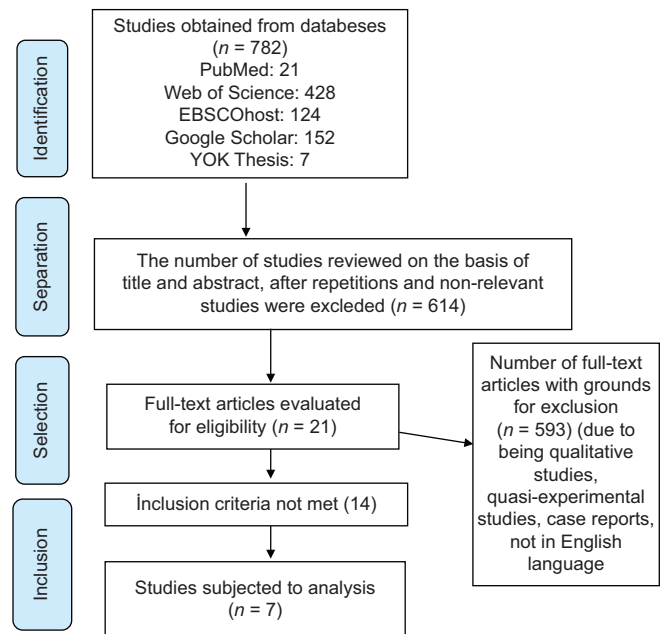 Identification
Studies obtained from databeses
(n = 782)
PubMed: 21
Web of Science: 428
EBSCOhost: 124
Google Scholar: 152
YOK Thesis: 7
Separation
The number of studies reviewed on the basis of
title and abstract, after repetitions and non-relevant
studies were excleded (n = 614)
Selection
Full-text articles evaluated
for eligibility (n = 21)
Number of full-text
articles with grounds
for exclusion
(n = 593) (due to
being qualitative
studies,
quasi-experimental
studies, case reports,
not in English
language
İnclusion criteria not met (14)
Inclusion
Studies subjected to analysis
(n = 7)